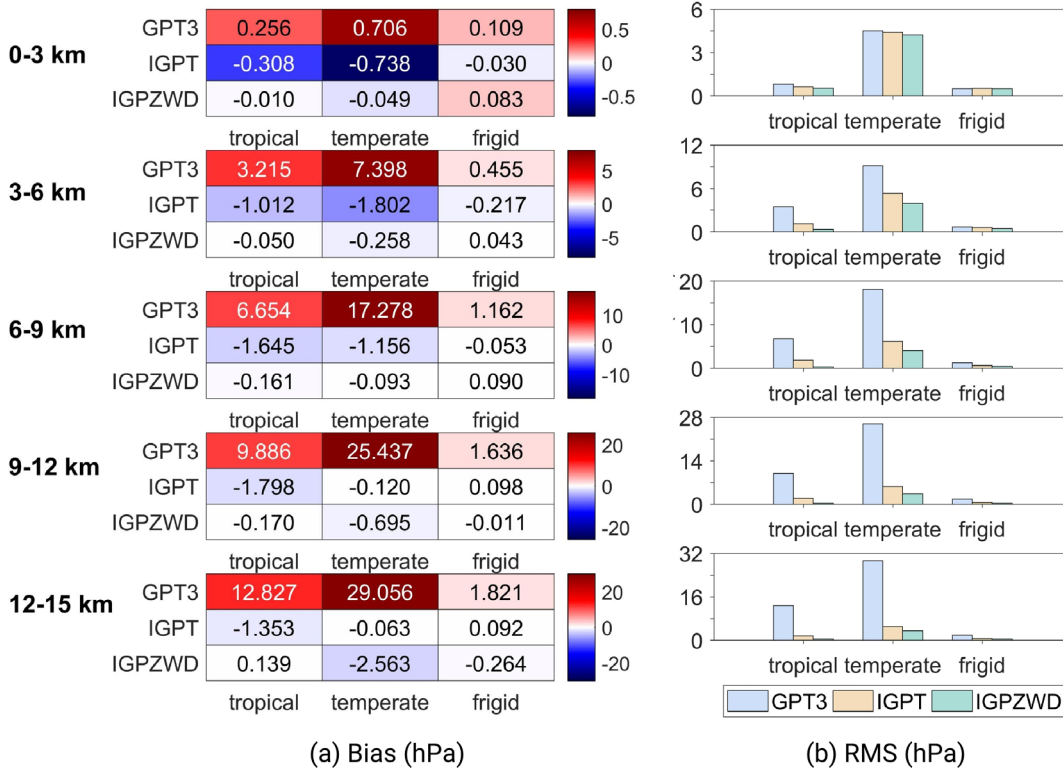 0-3 km
GPT3 0.256 0.706 0.109
IGPT -0.308 -0.738 -0.030
IGPZWD -0.010 -0.049 0.083
tropical temperate frigid
0.5
0
-0.5
6
3
0
tropical temperate frigid
3-6 km
GPT3 3.215 7.398 0.455
IGPT -1.012 -1.802 -0.217
IGPZWD -0.050 -0.258 0.043
tropical temperate frigid
5
0
-5
12
6
0
tropical temperate frigid
6-9 km
GPT3 6.654 17.278 1.162
IGPT -1.645 -1.156 -0.053
IGPZWD -0.161 -0.093 0.090
tropical temperate frigid
10
0
-10
20
10
0
tropical temperate frigid
9-12 km
GPT3 9.886 25.437 1.636
IGPT -1.798 -0.120 0.098
IGPZWD -0.170 -0.695 -0.011
tropical temperate frigid
20
0
-20
28
14
0
tropical temperate frigid
12-15 km
GPT3 12.827 29.056 1.821
IGPT -1.353 -0.063 0.092
IGPZWD 0.139 -2.563 -0.264
tropical temperate frigid
20
0
-20
32
16
0
tropical temperate frigid
GPT3 IGPT IGPZWD
(a) Bias (hPa)
(b) RMS (hPa)